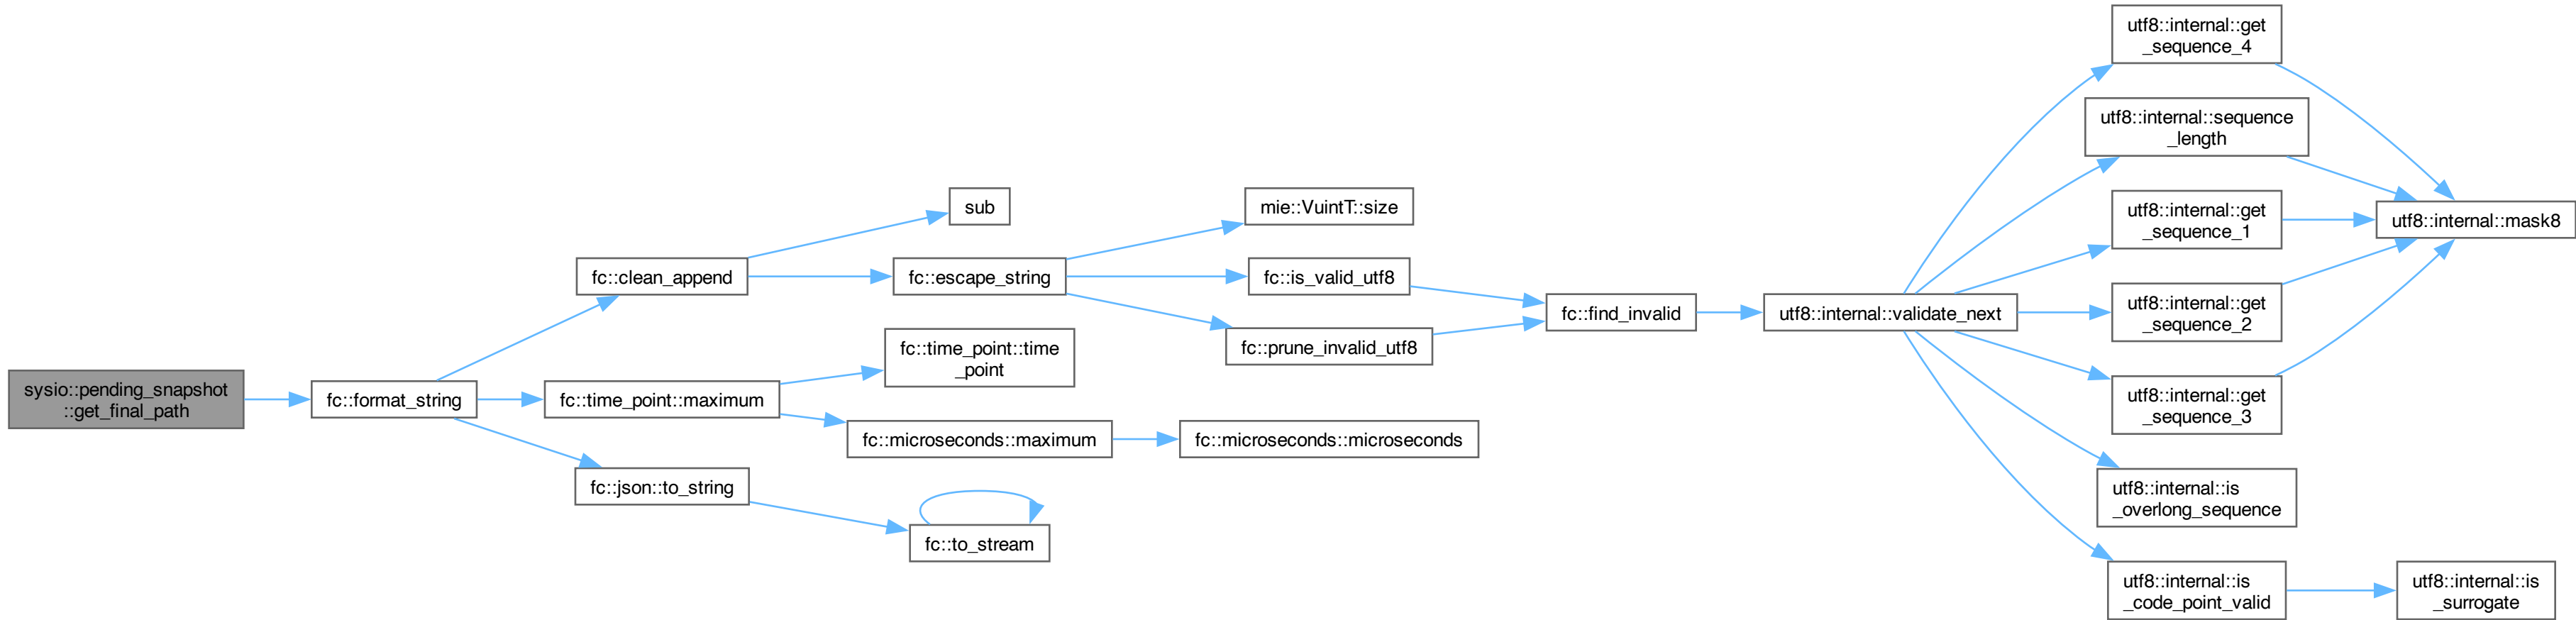 sysio::pending_snapshot
::get_final_path
fc::format_string
fc::clean_append
sub
fc::escape_string
mie::VuintT::size
fc::is_valid_utf8
fc::prune_invalid_utf8
fc::find_invalid
utf8::internal::validate_next
utf8::internal::get
_sequence_4
utf8::internal::sequence
_length
utf8::internal::get
_sequence_1
utf8::internal::get
_sequence_2
utf8::internal::get
_sequence_3
utf8::internal::mask8
utf8::internal::is
_overlong_sequence
utf8::internal::is
_code_point_valid
utf8::internal::is
_surrogate
fc::time_point::maximum
fc::time_point::time
_point
fc::microseconds::maximum
fc::microseconds::microseconds
fc::json::to_string
fc::to_stream